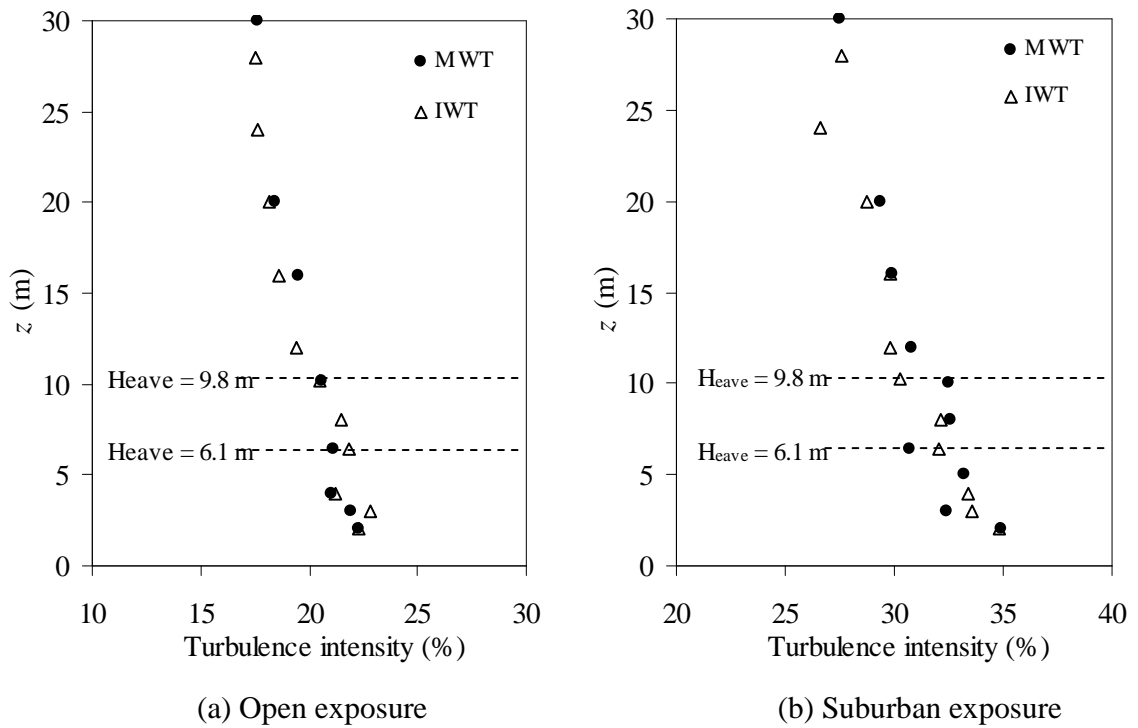 30
25
20
15
10
5
0
z (m)
MWT
IWT
Heave = 9.8 m
Heave = 6.1 m
10 15 20 25 30
Turbulence intensity (%)
(a) Open exposure
30
25
20
15
10
5
0
z (m)
MWT
IWT
Heave = 9.8 m
Heave = 6.1 m
20 25 30 35 40
Turbulence intensity (%)
(b) Suburban exposure